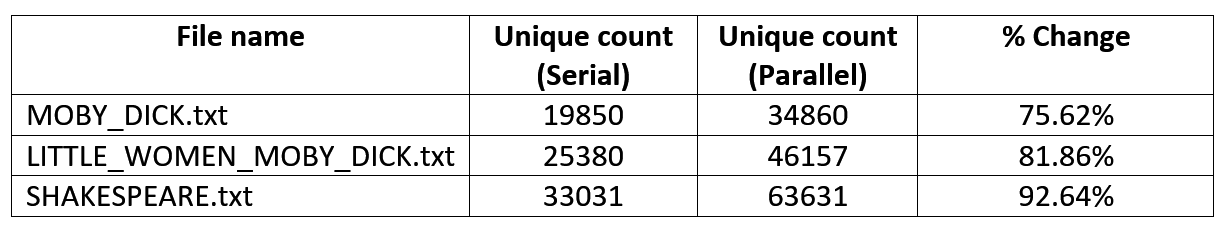 File name Unique count (Serial) Unique count (Parallel) % Change
MOBY_DICK.txt 19850 34860 75.62%
LITTLE_WOMEN_MOBY_DICK.txt 25380 46157 81.86%
SHAKESPEARE.txt 33031 63631 92.64%